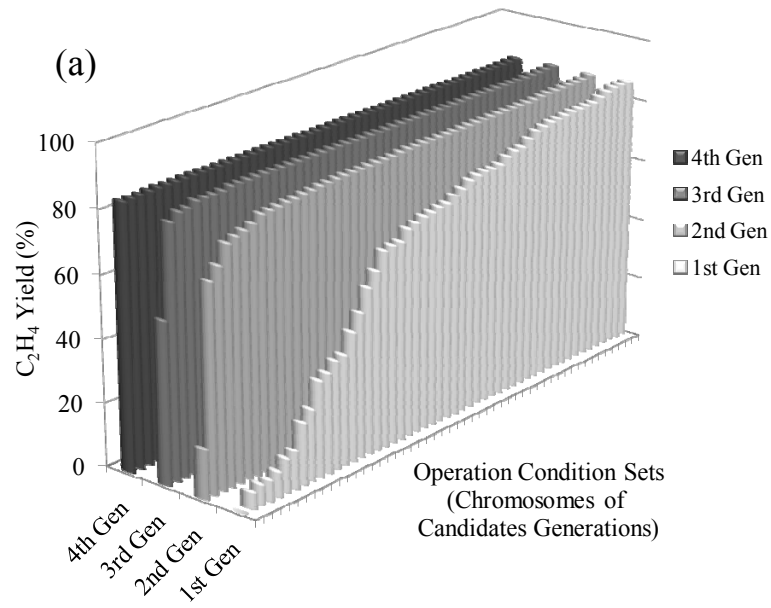 (a)
100
80
60
40
20
0
C₂H₄ Yield (%)
4th Gen
3rd Gen
2nd Gen
1st Gen
4th Gen
3rd Gen
2nd Gen
1st Gen
Operation Condition Sets
(Chromosomes of
Candidates Generations)